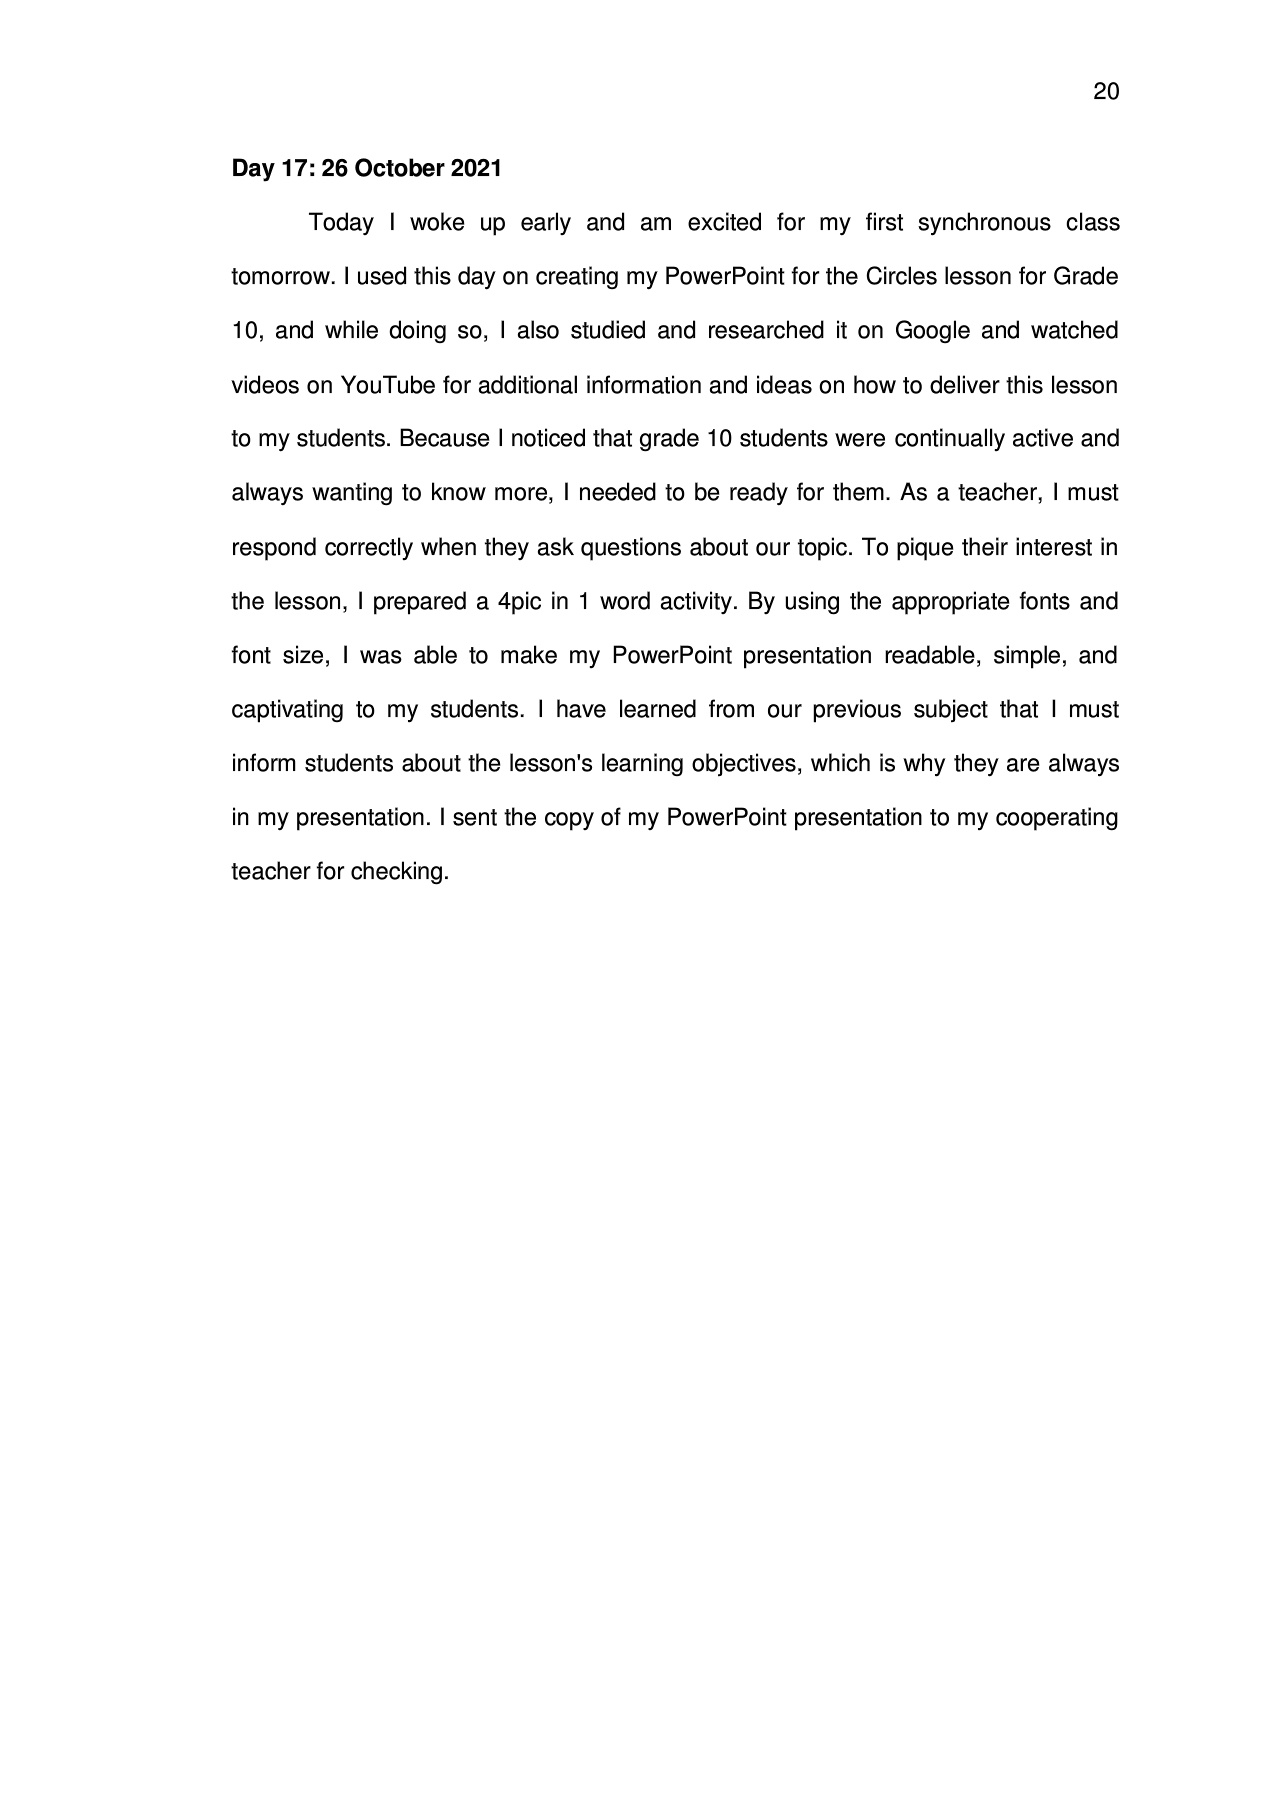 20
Day 17: 26 October 2021
Today I woke up early and am excited for my first synchronous class
tomorrow. I used this day on creating my PowerPoint for the Circles lesson for Grade
10, and while doing so, I also studied and researched it on Google and watched
videos on YouTube for additional information and ideas on how to deliver this lesson
to my students. Because I noticed that grade 10 students were continually active and
always wanting to know more, I needed to be ready for them. As a teacher, I must
respond correctly when they ask questions about our topic. To pique their interest in
the lesson, I prepared a 4pic in 1 word activity. By using the appropriate fonts and
font size, I was able to make my PowerPoint presentation readable, simple, and
captivating to my students. I have learned from our previous subject that I must
inform students about the lesson's learning objectives, which is why they are always
in my presentation. I sent the copy of my PowerPoint presentation to my cooperating
teacher for checking.